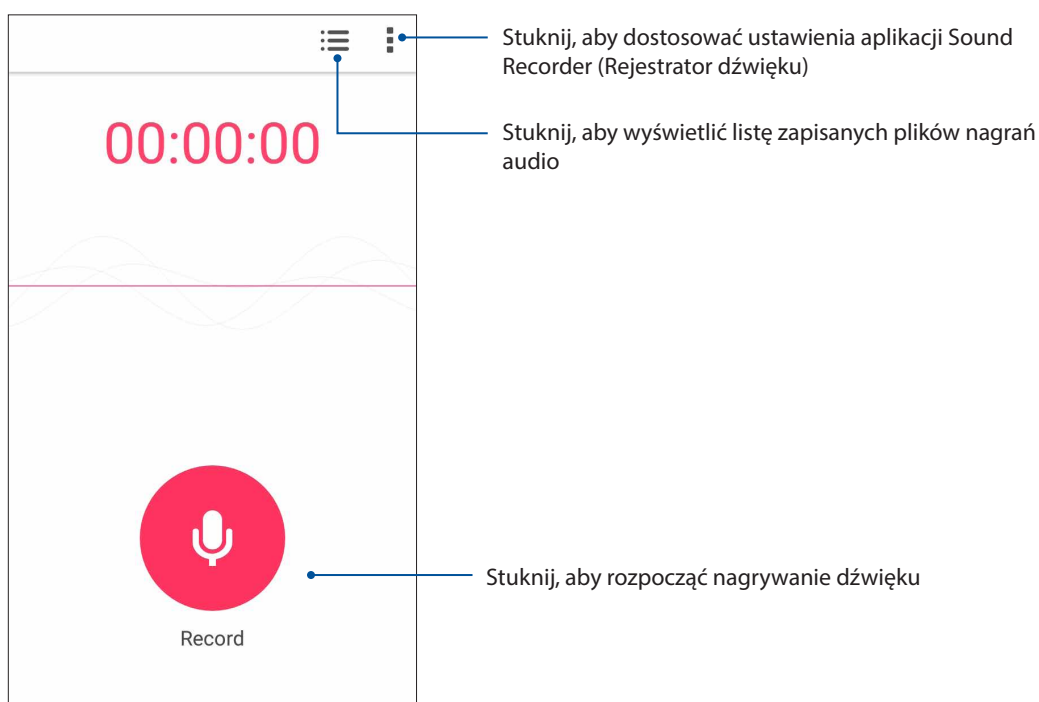 Stuknij, aby dostosować ustawienia aplikacji Sound
Recorder (Rejestrator dźwięku)
Stuknij, aby wyświetlić listę zapisanych plików nagrań
audio
00:00:00
Stuknij, aby rozpocząć nagrywanie dźwięku
Record